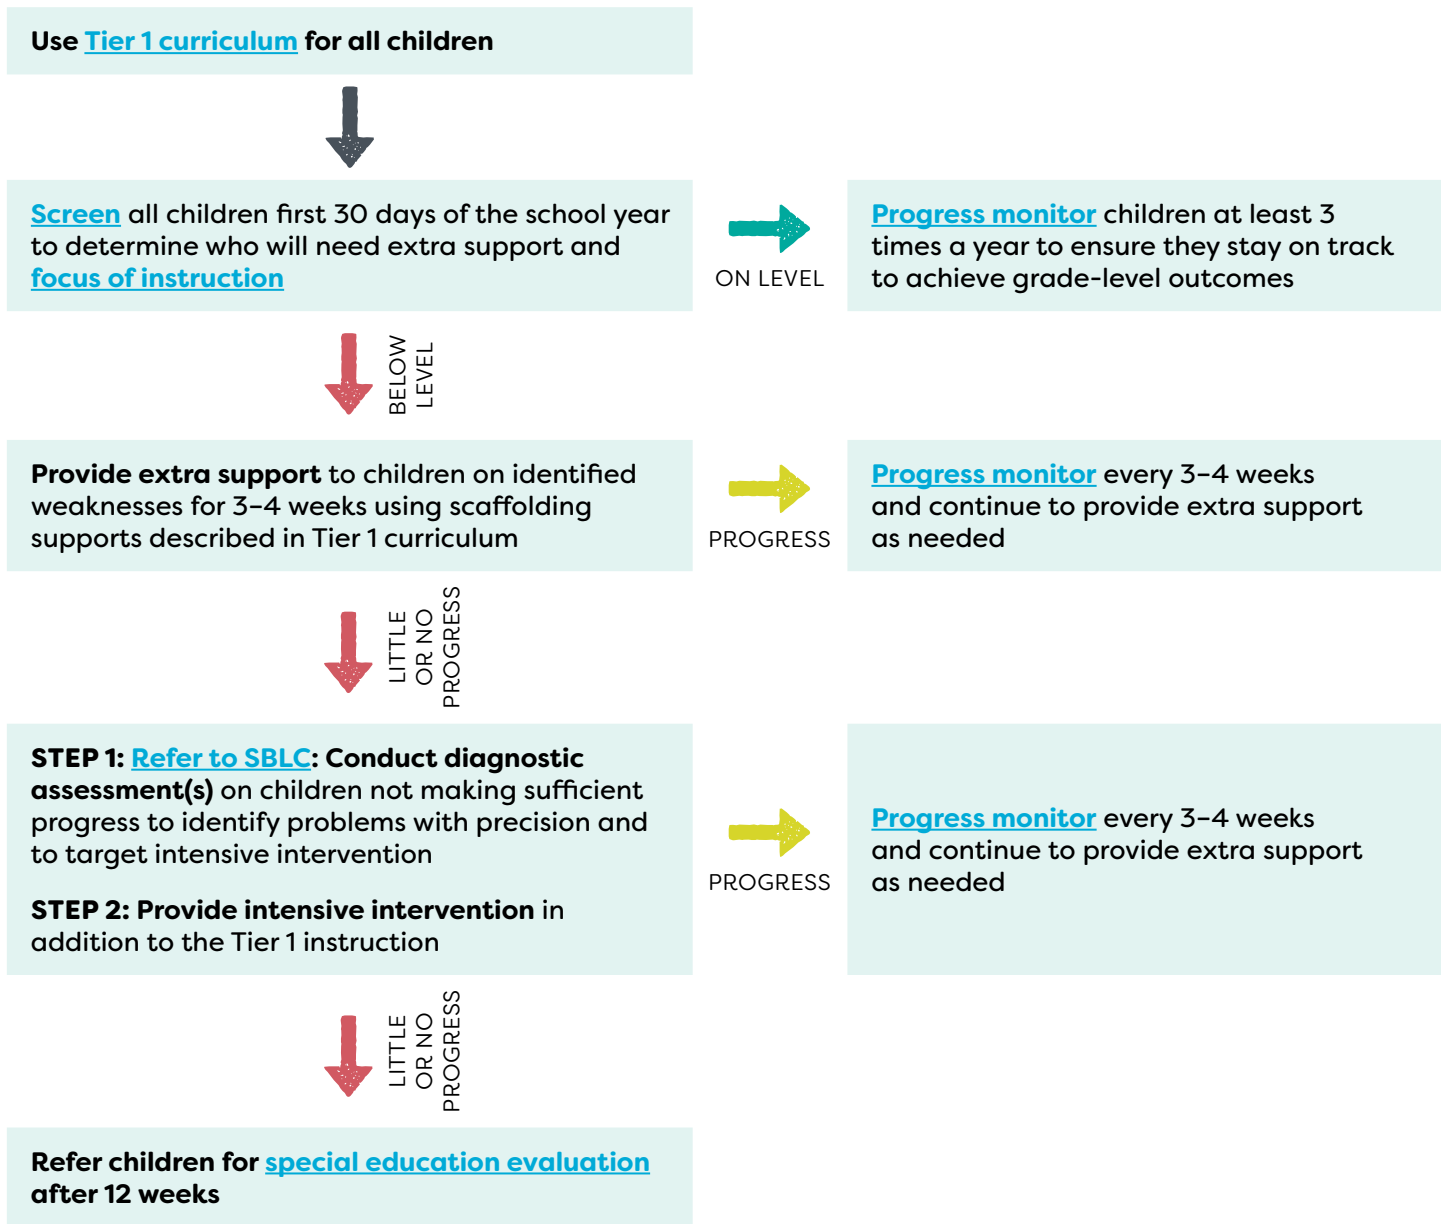 Use Tier 1 curriculum for all children
Screen all children first 30 days of the school year
to determine who will need extra support and
focus of instruction
ON LEVEL
Progress monitor children at least 3
times a year to ensure they stay on track
to achieve grade-level outcomes
BELOW
LEVEL
Provide extra support to children on identified
weaknesses for 3–4 weeks using scaffolding
supports described in Tier 1 curriculum
PROGRESS
Progress monitor every 3–4 weeks
and continue to provide extra support
as needed
LITTLE
OR NO
PROGRESS
STEP 1: Refer to SBLC: Conduct diagnostic
assessment(s) on children not making sufficient
progress to identify problems with precision and
to target intensive intervention
STEP 2: Provide intensive intervention in
addition to the Tier 1 instruction
PROGRESS
Progress monitor every 3–4 weeks
and continue to provide extra support
as needed
LITTLE
OR NO
PROGRESS
Refer children for special education evaluation
after 12 weeks